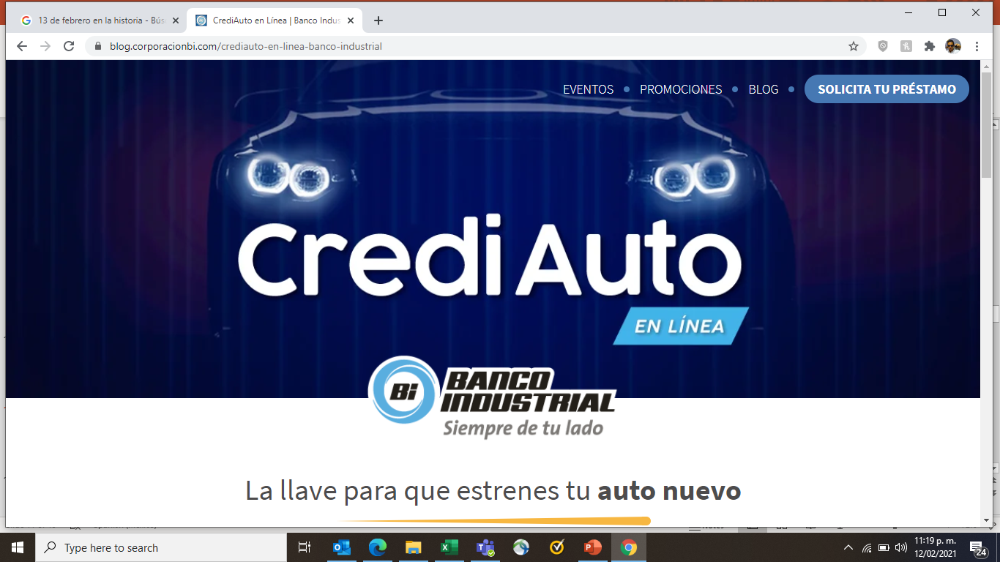 13 de febrero en la historia - Bús
CrediAuto en Línea | Banco Indus
blog.corporacionbi.com/crediauto-en-linea-banco-industrial
EVENTOS • PROMOCIONES • BLOG • SOLICITA TU PRÉSTAMO
CrediAuto
EN LÍNEA
Bi BANCO
INDUSTRIAL
Siempre de tu lado
La llave para que estrenes tu auto nuevo
Type here to search
11:19 p. m.
12/02/2021
24